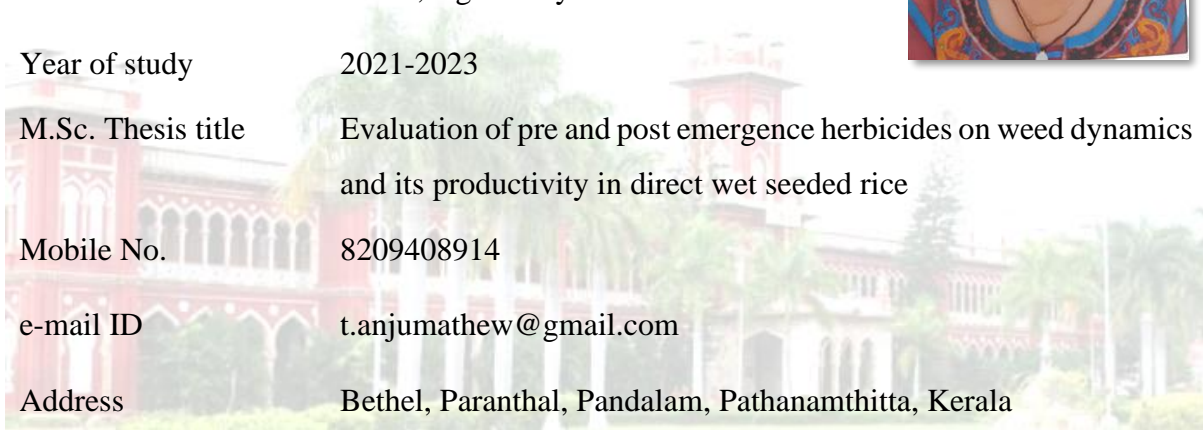 Year of study 2021-2023
M.Sc. Thesis title Evaluation of pre and post emergence herbicides on weed dynamics
and its productivity in direct wet seeded rice
Mobile No. 8209408914
e-mail ID t.anjumathew@gmail.com
Address Bethel, Paranthal, Pandalam, Pathanamthitta, Kerala